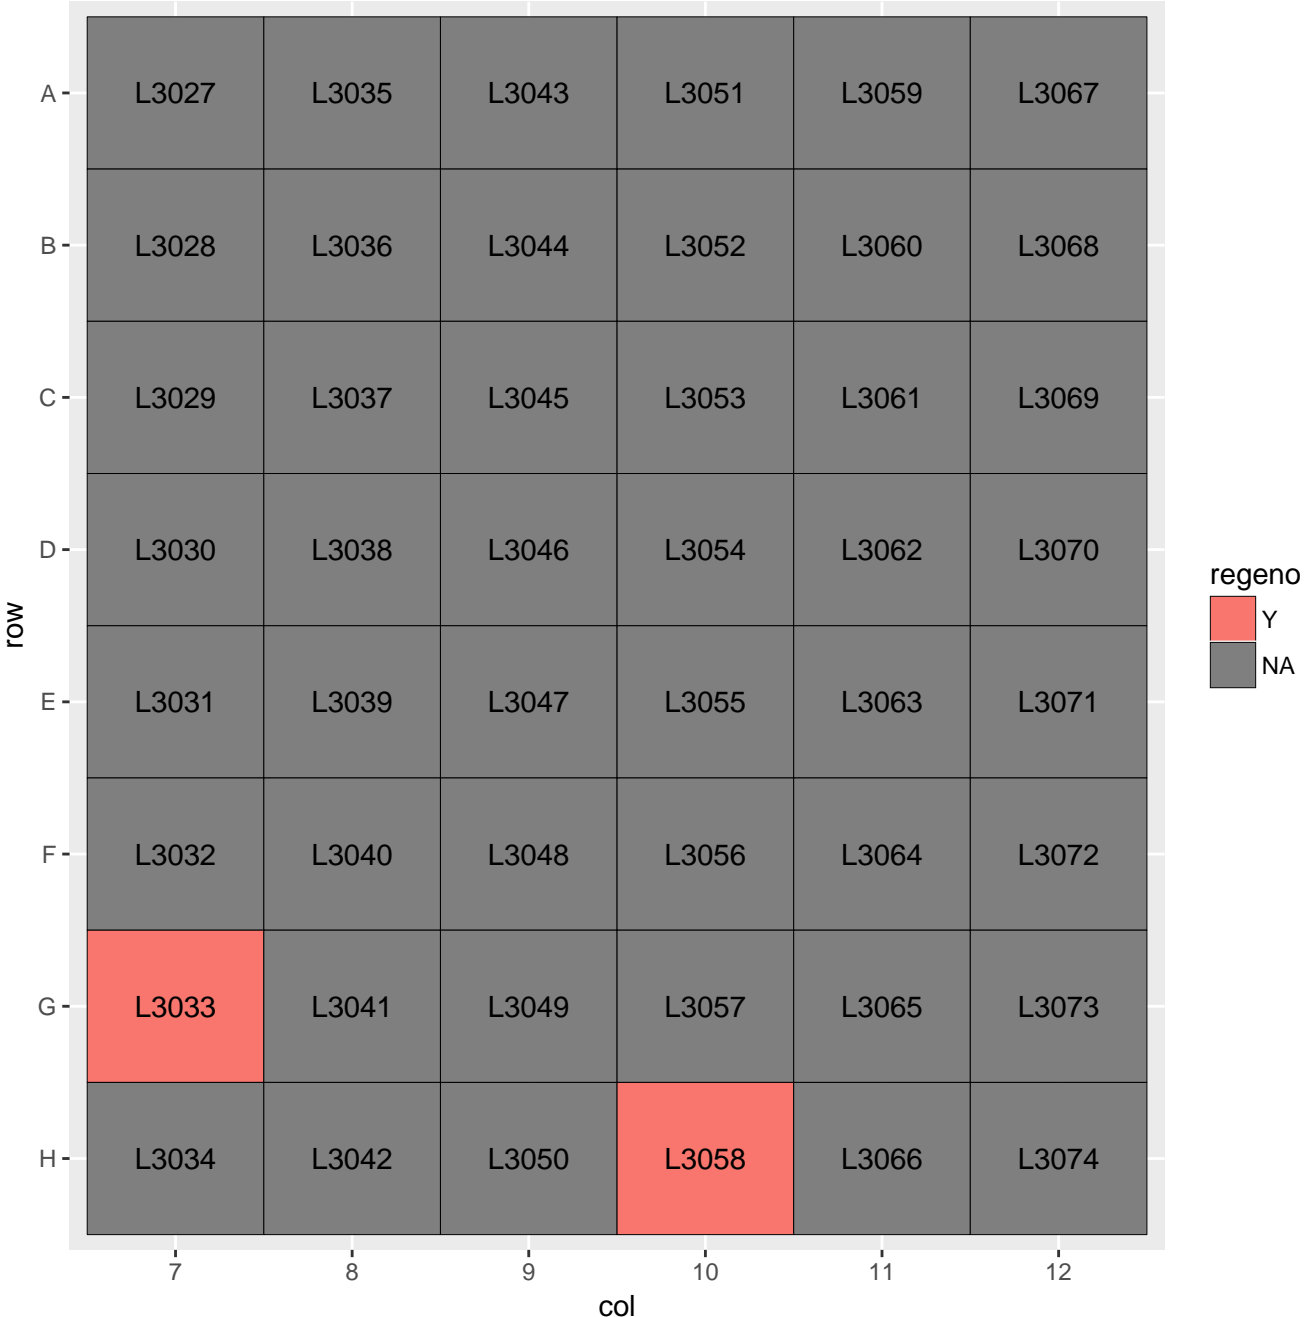 A L3027 L3035 L3043 L3051 L3059 L3067
B L3028 L3036 L3044 L3052 L3060 L3068
C L3029 L3037 L3045 L3053 L3061 L3069
D L3030 L3038 L3046 L3054 L3062 L3070
E L3031 L3039 L3047 L3055 L3063 L3071
F L3032 L3040 L3048 L3056 L3064 L3072
G L3033 L3041 L3049 L3057 L3065 L3073
H L3034 L3042 L3050 L3058 L3066 L3074
7 8 9 10 11 12
col
row
regeno
Y
NA